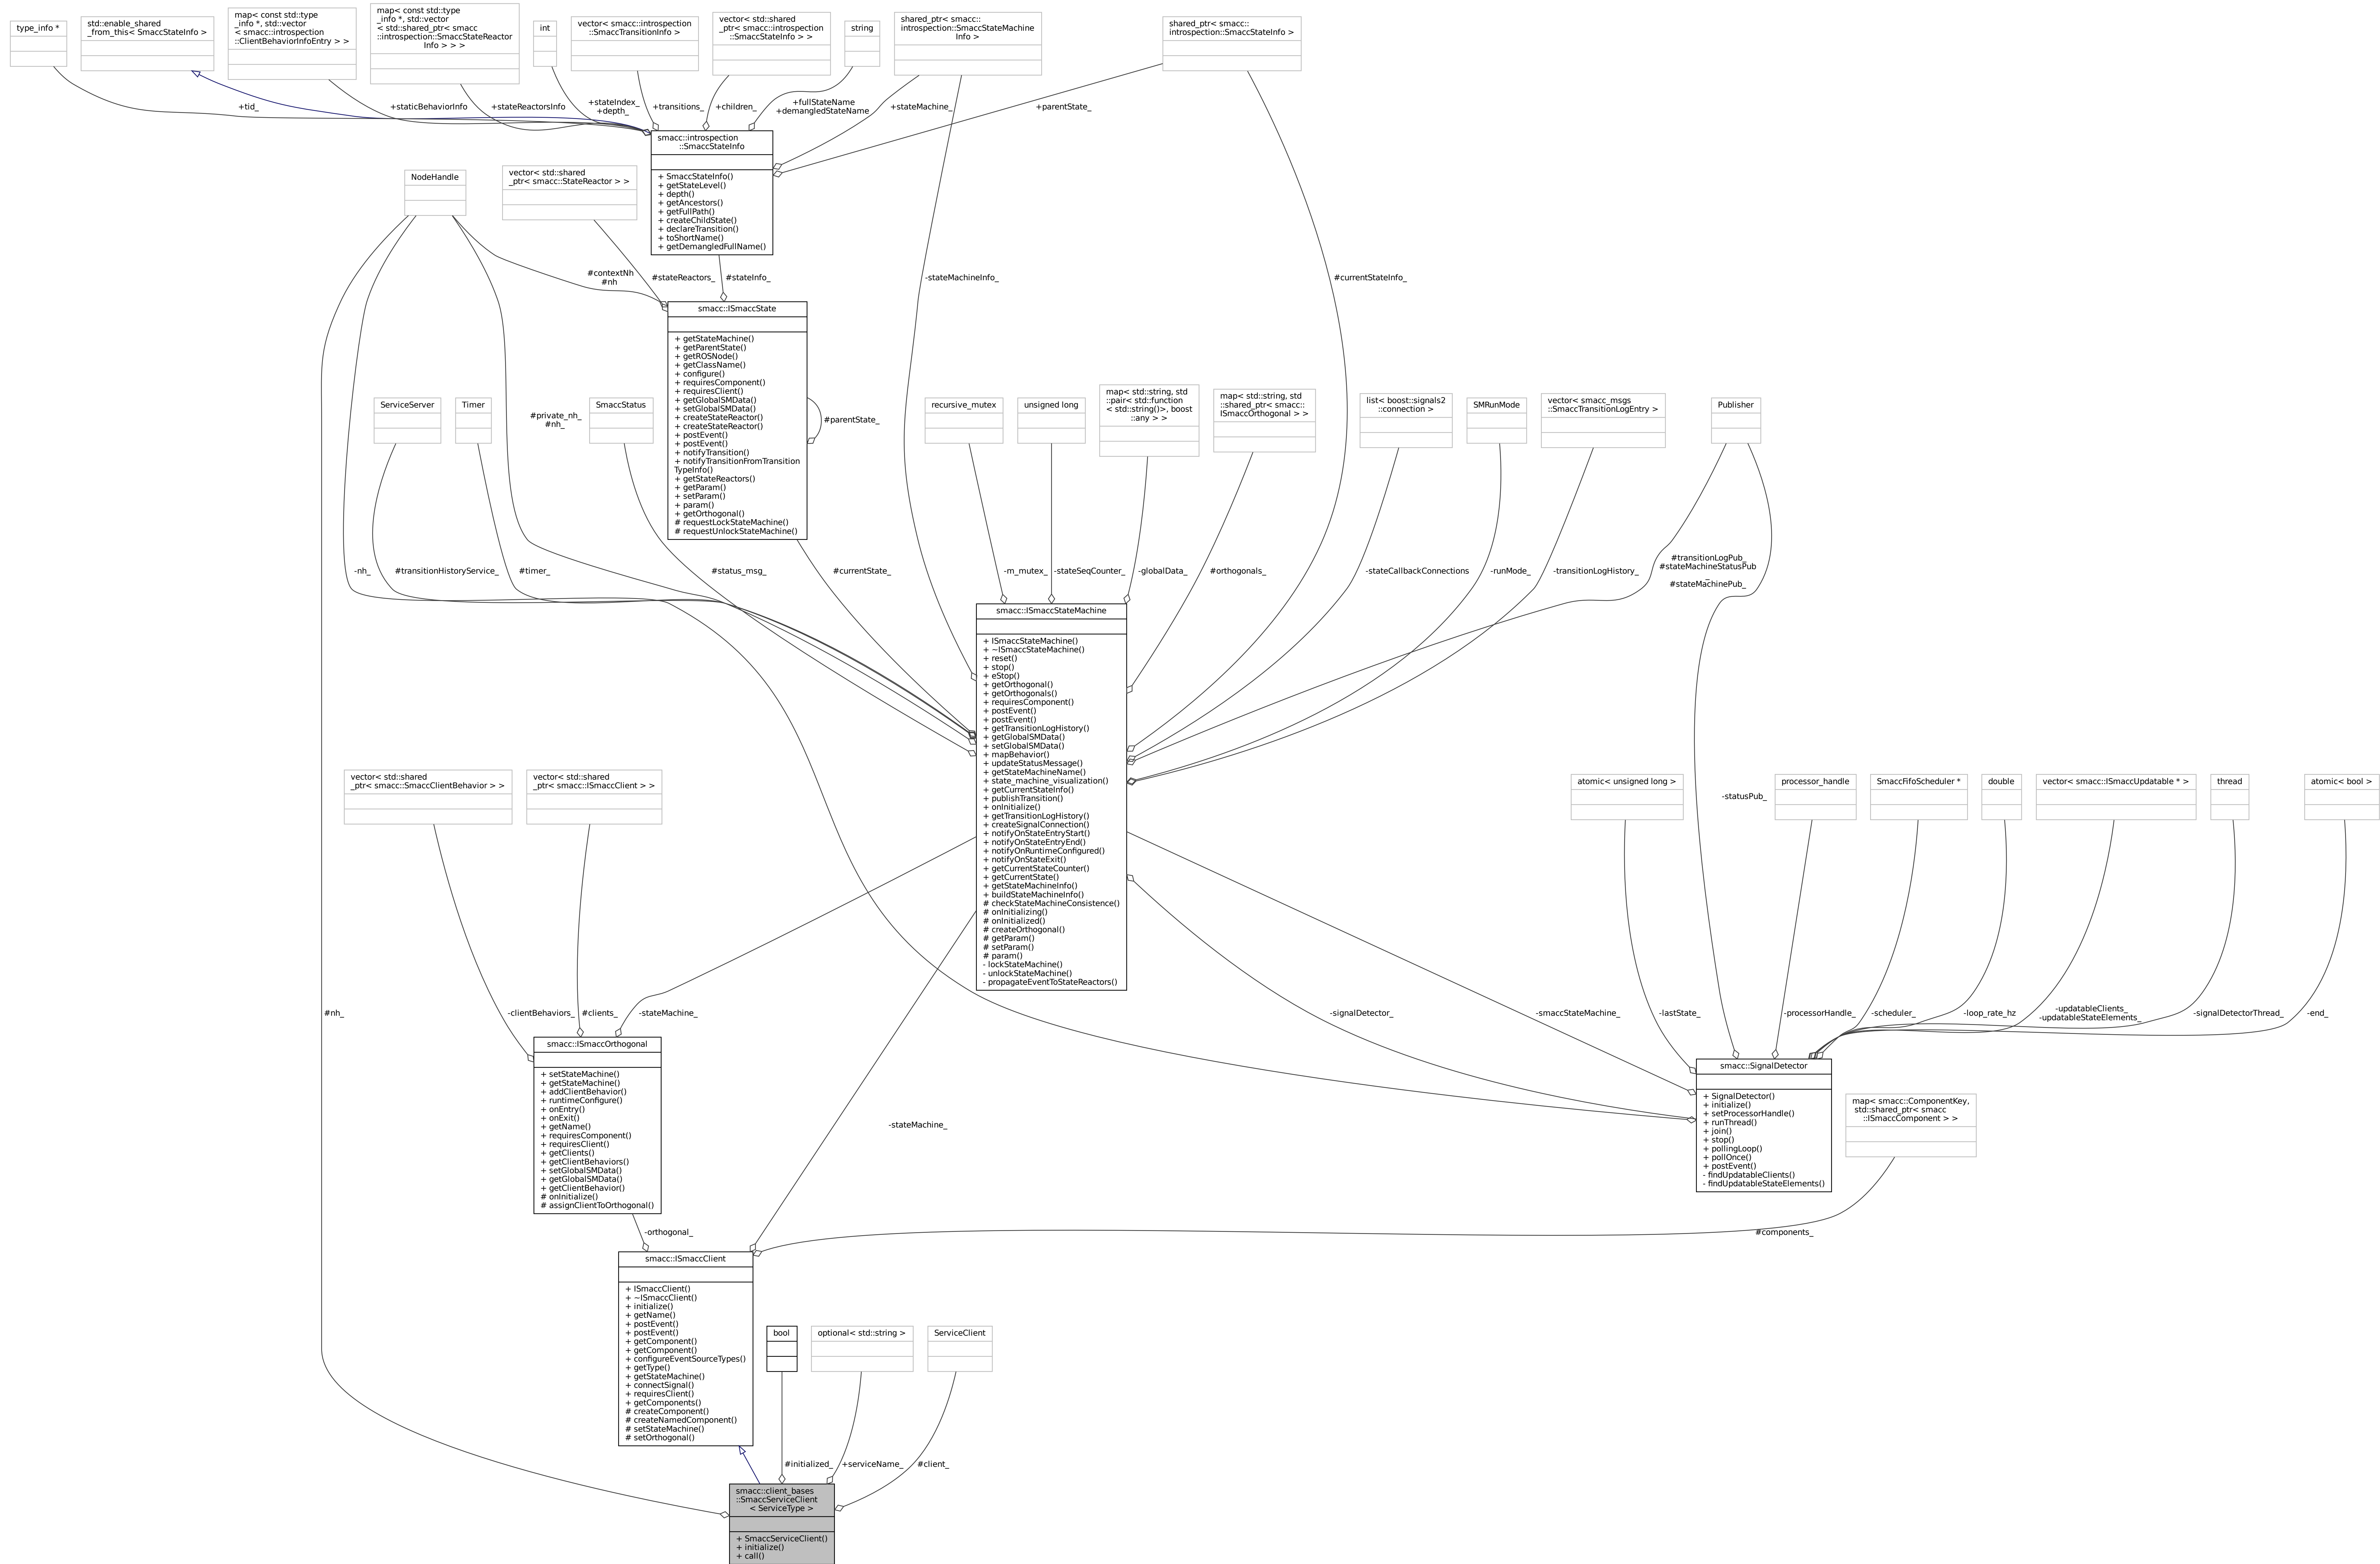 type_info *
std::enable_shared
_from_this< SmaccStateInfo >
map< const std::type
_info *, std::vector
< smacc::introspection
::ClientBehaviorInfoEntry > >
map< const std::type
_info *, std::vector
< std::shared_ptr< smacc
::introspection::SmaccStateReactor
Info > > >
int
vector< smacc::introspection
::SmaccTransitionInfo >
vector< std::shared
_ptr< smacc::introspection
::SmaccStateInfo > >
string
shared_ptr< smacc::
introspection::SmaccStateMachine
Info >
shared_ptr< smacc::
introspection::SmaccStateInfo >
+tid_
+staticBehaviorInfo
+stateReactorsInfo
+stateIndex_
+depth_
+transitions_
+children_
+fullStateName
+demangledStateName
+stateMachine_
+parentState_
smacc::introspection
::SmaccStateInfo
+ SmaccStateInfo()
+ getStateLevel()
+ depth()
+ getAncestors()
+ getFullPath()
+ createChildState()
+ declareTransition()
+ toShortName()
+ getDemangledFullName()
NodeHandle
vector< std::shared
_ptr< smacc::StateReactor > >
#contextNh
#nh
#stateReactors_
#stateInfo_
-stateMachineInfo_
#currentStateInfo_
smacc::ISmaccState
+ getStateMachine()
+ getParentState()
+ getROSNode()
+ getClassName()
+ configure()
+ requiresComponent()
+ requiresClient()
+ getGlobalSMData()
+ setGlobalSMData()
+ createStateReactor()
+ createStateReactor()
+ postEvent()
+ postEvent()
+ notifyTransition()
+ notifyTransitionFromTransition
TypeInfo()
+ getStateReactors()
+ getParam()
+ setParam()
+ param()
+ getOrthogonal()
# requestLockStateMachine()
# requestUnlockStateMachine()
#parentState_
ServiceServer
Timer
#private_nh_
#nh_
SmaccStatus
recursive_mutex
unsigned long
map< std::string, std
::pair< std::function
< std::string()>, boost
::any > >
map< std::string, std
::shared_ptr< smacc::
ISmaccOrthogonal > >
list< boost::signals2
::connection >
SMRunMode
vector< smacc_msgs
::SmaccTransitionLogEntry >
Publisher
-nh_
#transitionHistoryService_
#timer_
#status_msg_
#currentState_
-m_mutex_
-stateSeqCounter_
-globalData_
#orthogonals_
-stateCallbackConnections
-runMode_
-transitionLogHistory_
#transitionLogPub_
#stateMachineStatusPub
_
#stateMachinePub_
smacc::ISmaccStateMachine
+ ISmaccStateMachine()
+ ~ISmaccStateMachine()
+ reset()
+ stop()
+ eStop()
+ getOrthogonal()
+ getOrthogonals()
+ requiresComponent()
+ postEvent()
+ postEvent()
+ getTransitionLogHistory()
+ getGlobalSMData()
+ setGlobalSMData()
+ mapBehavior()
+ updateStatusMessage()
+ getStateMachineName()
+ state_machine_visualization()
+ getCurrentStateInfo()
+ publishTransition()
+ onInitialize()
+ getTransitionLogHistory()
+ createSignalConnection()
+ notifyOnStateEntryStart()
+ notifyOnStateEntryEnd()
+ notifyOnRuntimeConfigured()
+ notifyOnStateExit()
+ getCurrentStateCounter()
+ getCurrentState()
+ getStateMachineInfo()
+ buildStateMachineInfo()
# checkStateMachineConsistence()
# onInitializing()
# onInitialized()
# createOrthogonal()
# getParam()
# setParam()
# param()
- lockStateMachine()
- unlockStateMachine()
- propagateEventToStateReactors()
vector< std::shared
_ptr< smacc::SmaccClientBehavior > >
vector< std::shared
_ptr< smacc::ISmaccClient > >
atomic< unsigned long >
-statusPub_
processor_handle
SmaccFifoScheduler *
double
vector< smacc::ISmaccUpdatable * >
thread
atomic< bool >
#nh_
-clientBehaviors_
#clients_
-stateMachine_
-signalDetector_
-smaccStateMachine_
-lastState_
-processorHandle_
-scheduler_
-loop_rate_hz
-updatableClients_
-updatableStateElements_
-signalDetectorThread_
-end_
smacc::ISmaccOrthogonal
+ setStateMachine()
+ getStateMachine()
+ addClientBehavior()
+ runtimeConfigure()
+ onEntry()
+ onExit()
+ getName()
+ requiresComponent()
+ requiresClient()
+ getClients()
+ getClientBehaviors()
+ setGlobalSMData()
+ getGlobalSMData()
+ getClientBehavior()
# onInitialize()
# assignClientToOrthogonal()
-stateMachine_
smacc::SignalDetector
+ SignalDetector()
+ initialize()
+ setProcessorHandle()
+ runThread()
+ join()
+ stop()
+ pollingLoop()
+ pollOnce()
+ postEvent()
- findUpdatableClients()
- findUpdatableStateElements()
map< smacc::ComponentKey,
std::shared_ptr< smacc
::ISmaccComponent > >
-orthogonal_
#components_
smacc::ISmaccClient
+ ISmaccClient()
+ ~ISmaccClient()
+ initialize()
+ getName()
+ postEvent()
+ postEvent()
+ getComponent()
+ getComponent()
+ configureEventSourceTypes()
+ getType()
+ getStateMachine()
+ connectSignal()
+ requiresClient()
+ getComponents()
# createComponent()
# createNamedComponent()
# setStateMachine()
# setOrthogonal()
bool
optional< std::string >
ServiceClient
#initialized_
+serviceName_
#client_
smacc::client_bases
::SmaccServiceClient
< ServiceType >
+ SmaccServiceClient()
+ initialize()
+ call()